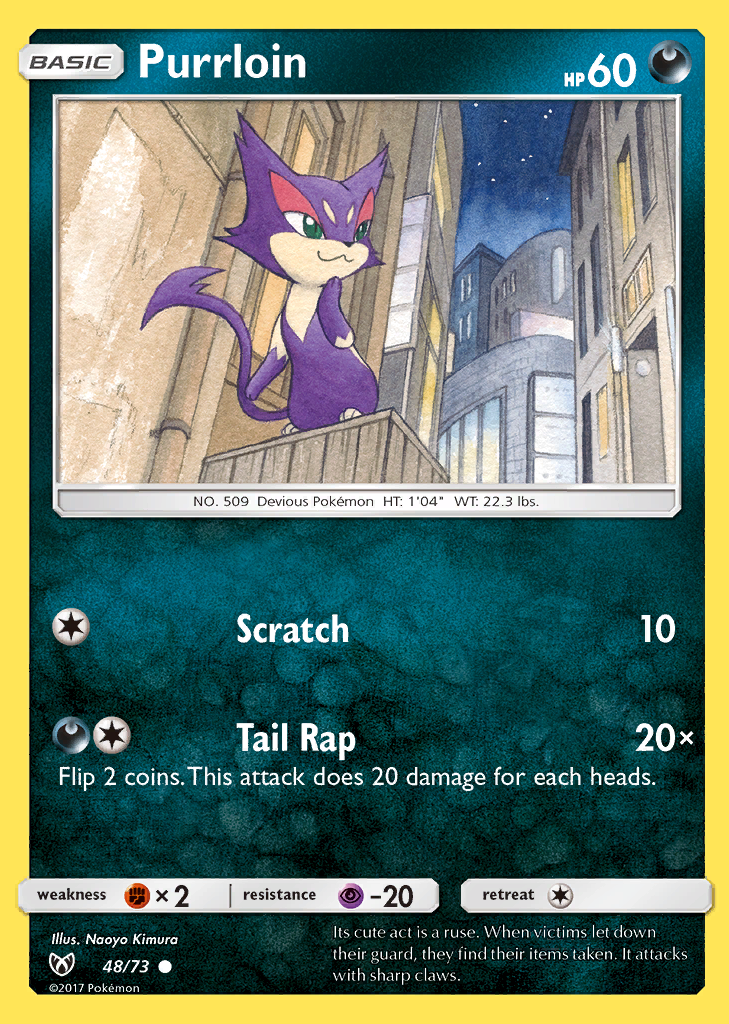 BASIC Purrloin HP 60
NO. 509 Devious Pokémon HT: 1'04" WT: 22.3 lbs.
Scratch 10
Tail Rap 20×
Flip 2 coins. This attack does 20 damage for each heads.
weakness × 2 resistance -20 retreat
Illus. Naoyo Kimura
48/73
©2017 Pokémon
Its cute act is a ruse. When victims let down
their guard, they find their items taken. It attacks
with sharp claws.